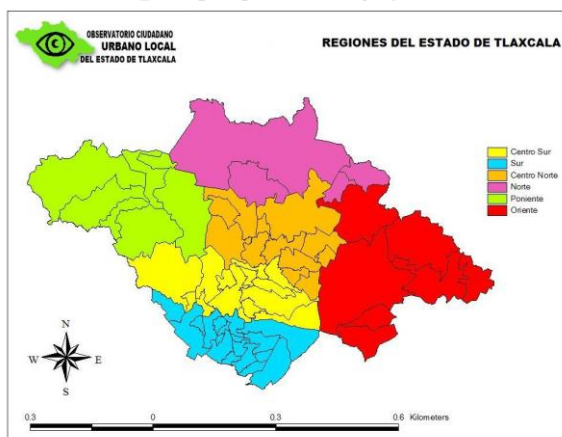 OBSERVATORIO CIUDADANO
URBANO LOCAL
DEL ESTADO DE TLAXCALA
REGIONES DEL ESTADO DE TLAXCALA
Centro Sur
Sur
Centro Norte
Norte
Poniente
Oriente
N
W E
S
0.3 0 0.3 0.6 Kilometers